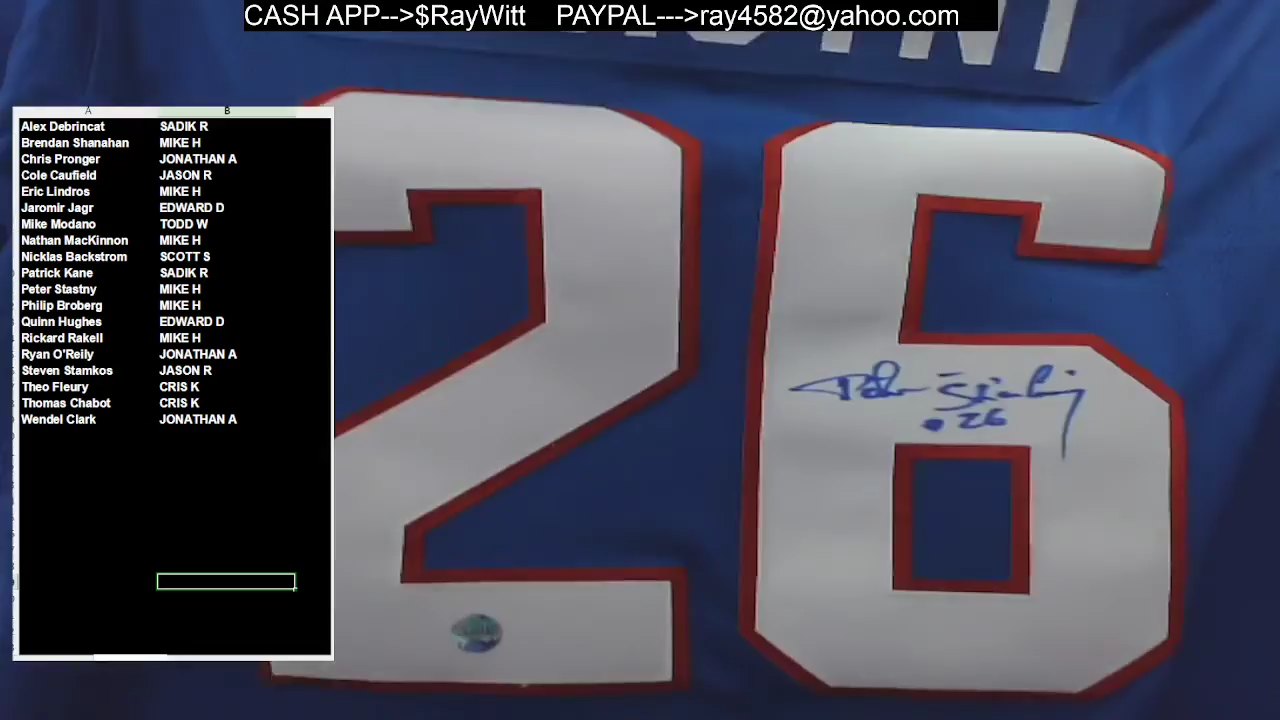 CASH APP-->$RayWitt PAYPAL--->ray4582@yahoo.com
A B
Alex Debrincat SADIK R
Brendan Shanahan MIKE H
Chris Pronger JONATHAN A
Cole Caufield JASON R
Eric Lindros MIKE H
Jaromir Jagr EDWARD D
Mike Modano TODD W
Nathan MacKinnon MIKE H
Nicklas Backstrom SCOTT S
Patrick Kane SADIK R
Peter Stastny MIKE H
Philip Broberg MIKE H
Quinn Hughes EDWARD D
Rickard Rakell MIKE H
Ryan O'Reily JONATHAN A
Steven Stamkos JASON R
Theo Fleury CRIS K
Thomas Chabot CRIS K
Wendel Clark JONATHAN A
26
26